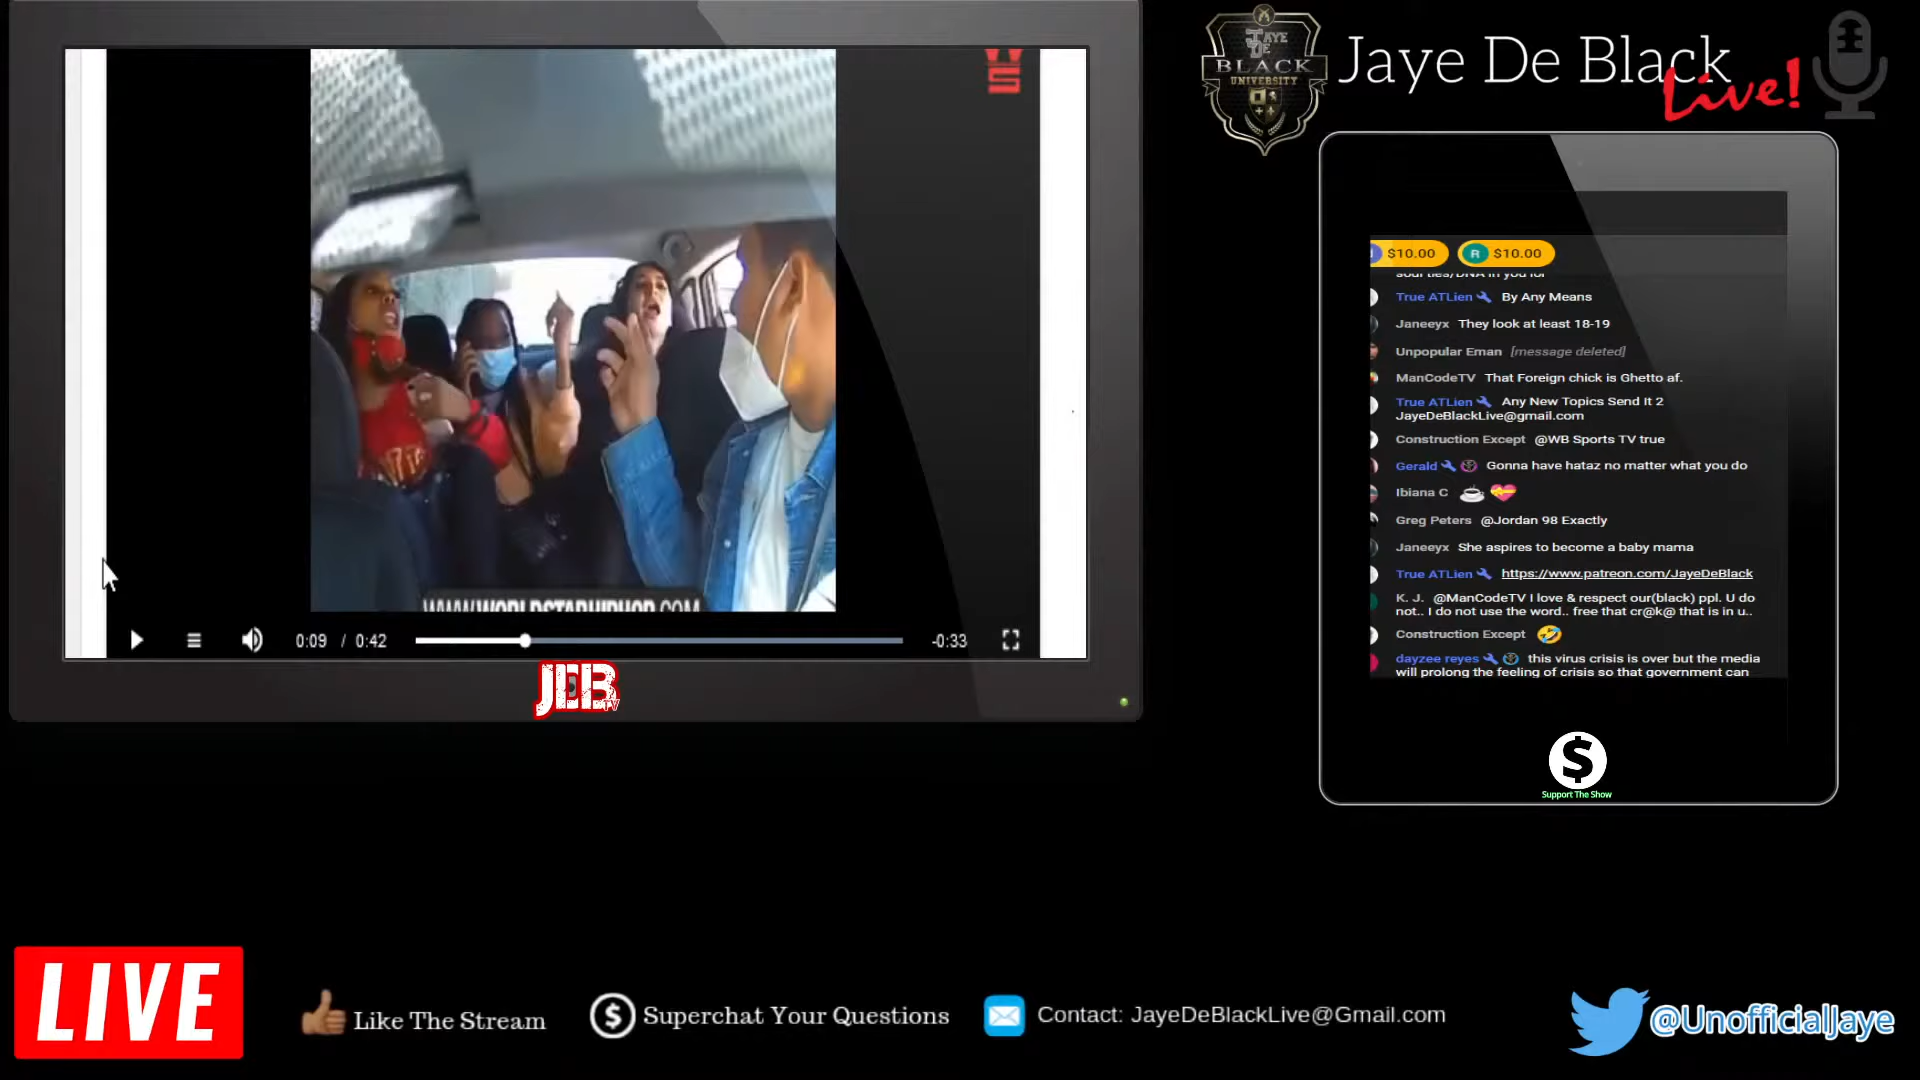 JAYE
DE
BLACK
UNIVERSITY
Jaye De Black
Live!
$10.00
R $10.00
True ATLien By Any Means
Janeeyx They look at least 18-19
Unpopular Eman [message deleted]
ManCodeTV That Foreign chick is Ghetto af.
True ATLien Any New Topics Send It 2
JayeDeBlackLive@gmail.com
Construction Except @WB Sports TV true
Gerald Gonna have hataz no matter what you do
Ibiana C
Greg Peters @Jordan 98 Exactly
Janeeyx She aspires to become a baby mama
True ATLien https://www.patreon.com/JayeDeBlack
K. J. @ManCodeTV I love & respect our(black) ppl. U do
not.. I do not use the word.. free that cr@k@ that is in u..
Construction Except
dayzee reyes this virus crisis is over but the media
will prolong the feeling of crisis so that government can
$
Support The Show
WWW.WORLDSTARHIPHOP.COM
0:09 / 0:42
-0:33
JDB
TV
LIVE
Like The Stream
$ Superchat Your Questions
Contact: JayeDeBlackLive@Gmail.com
@UnofficialJaye